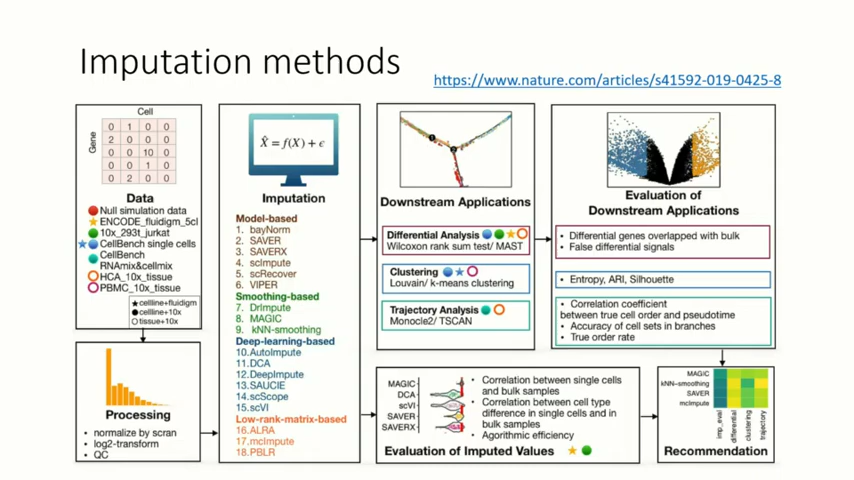 Imputation methods
https://www.nature.com/articles/s41592-019-0425-8
Cell
Gene
0 1 0 0
2 0 0 0
0 0 10 0
0 0 1 0
0 2 0 0
Data
Null simulation data
ENCODE_fluidigm_5cl
10x_293t_jurkat
CellBench single cells
CellBench
RNAmix&cellmix
HCA_10x_tissue
PBMC_10x_tissue
cellline+fluidigm
cellline+10x
tissue+10x
Processing
• normalize by scran
• log2-transform
• QC
X̂ = f(X) + ϵ
Imputation
Model-based
1. bayNorm
2. SAVER
3. SAVERX
4. scImpute
5. scRecover
6. VIPER
Smoothing-based
7. DrImpute
8. MAGIC
9. kNN-smoothing
Deep-learning-based
10.AutoImpute
11.DCA
12.DeepImpute
13.SAUCIE
14.scScope
15.scVI
Low-rank-matrix-based
16.ALRA
17.mcImpute
18.PBLR
Downstream Applications
Differential Analysis
Wilcoxon rank sum test/ MAST
Clustering
Louvain/ k-means clustering
Trajectory Analysis
Monocle2/ TSCAN
Evaluation of
Downstream Applications
• Differential genes overlapped with bulk
• False differential signals
• Entropy, ARI, Silhouette
• Correlation coefficient
between true cell order and pseudotime
• Accuracy of cell sets in branches
• True order rate
MAGIC
DCA
scVI
SAVER
SAVERX
• Correlation between single cells
and bulk samples
• Correlation between cell type
difference in single cells and in
bulk samples
• Agorithmic efficiency
Evaluation of Imputed Values
MAGIC
kNN-smoothing
SAVER
mcImpute
imp_eval
differential
clustering
trajectory
Recommendation